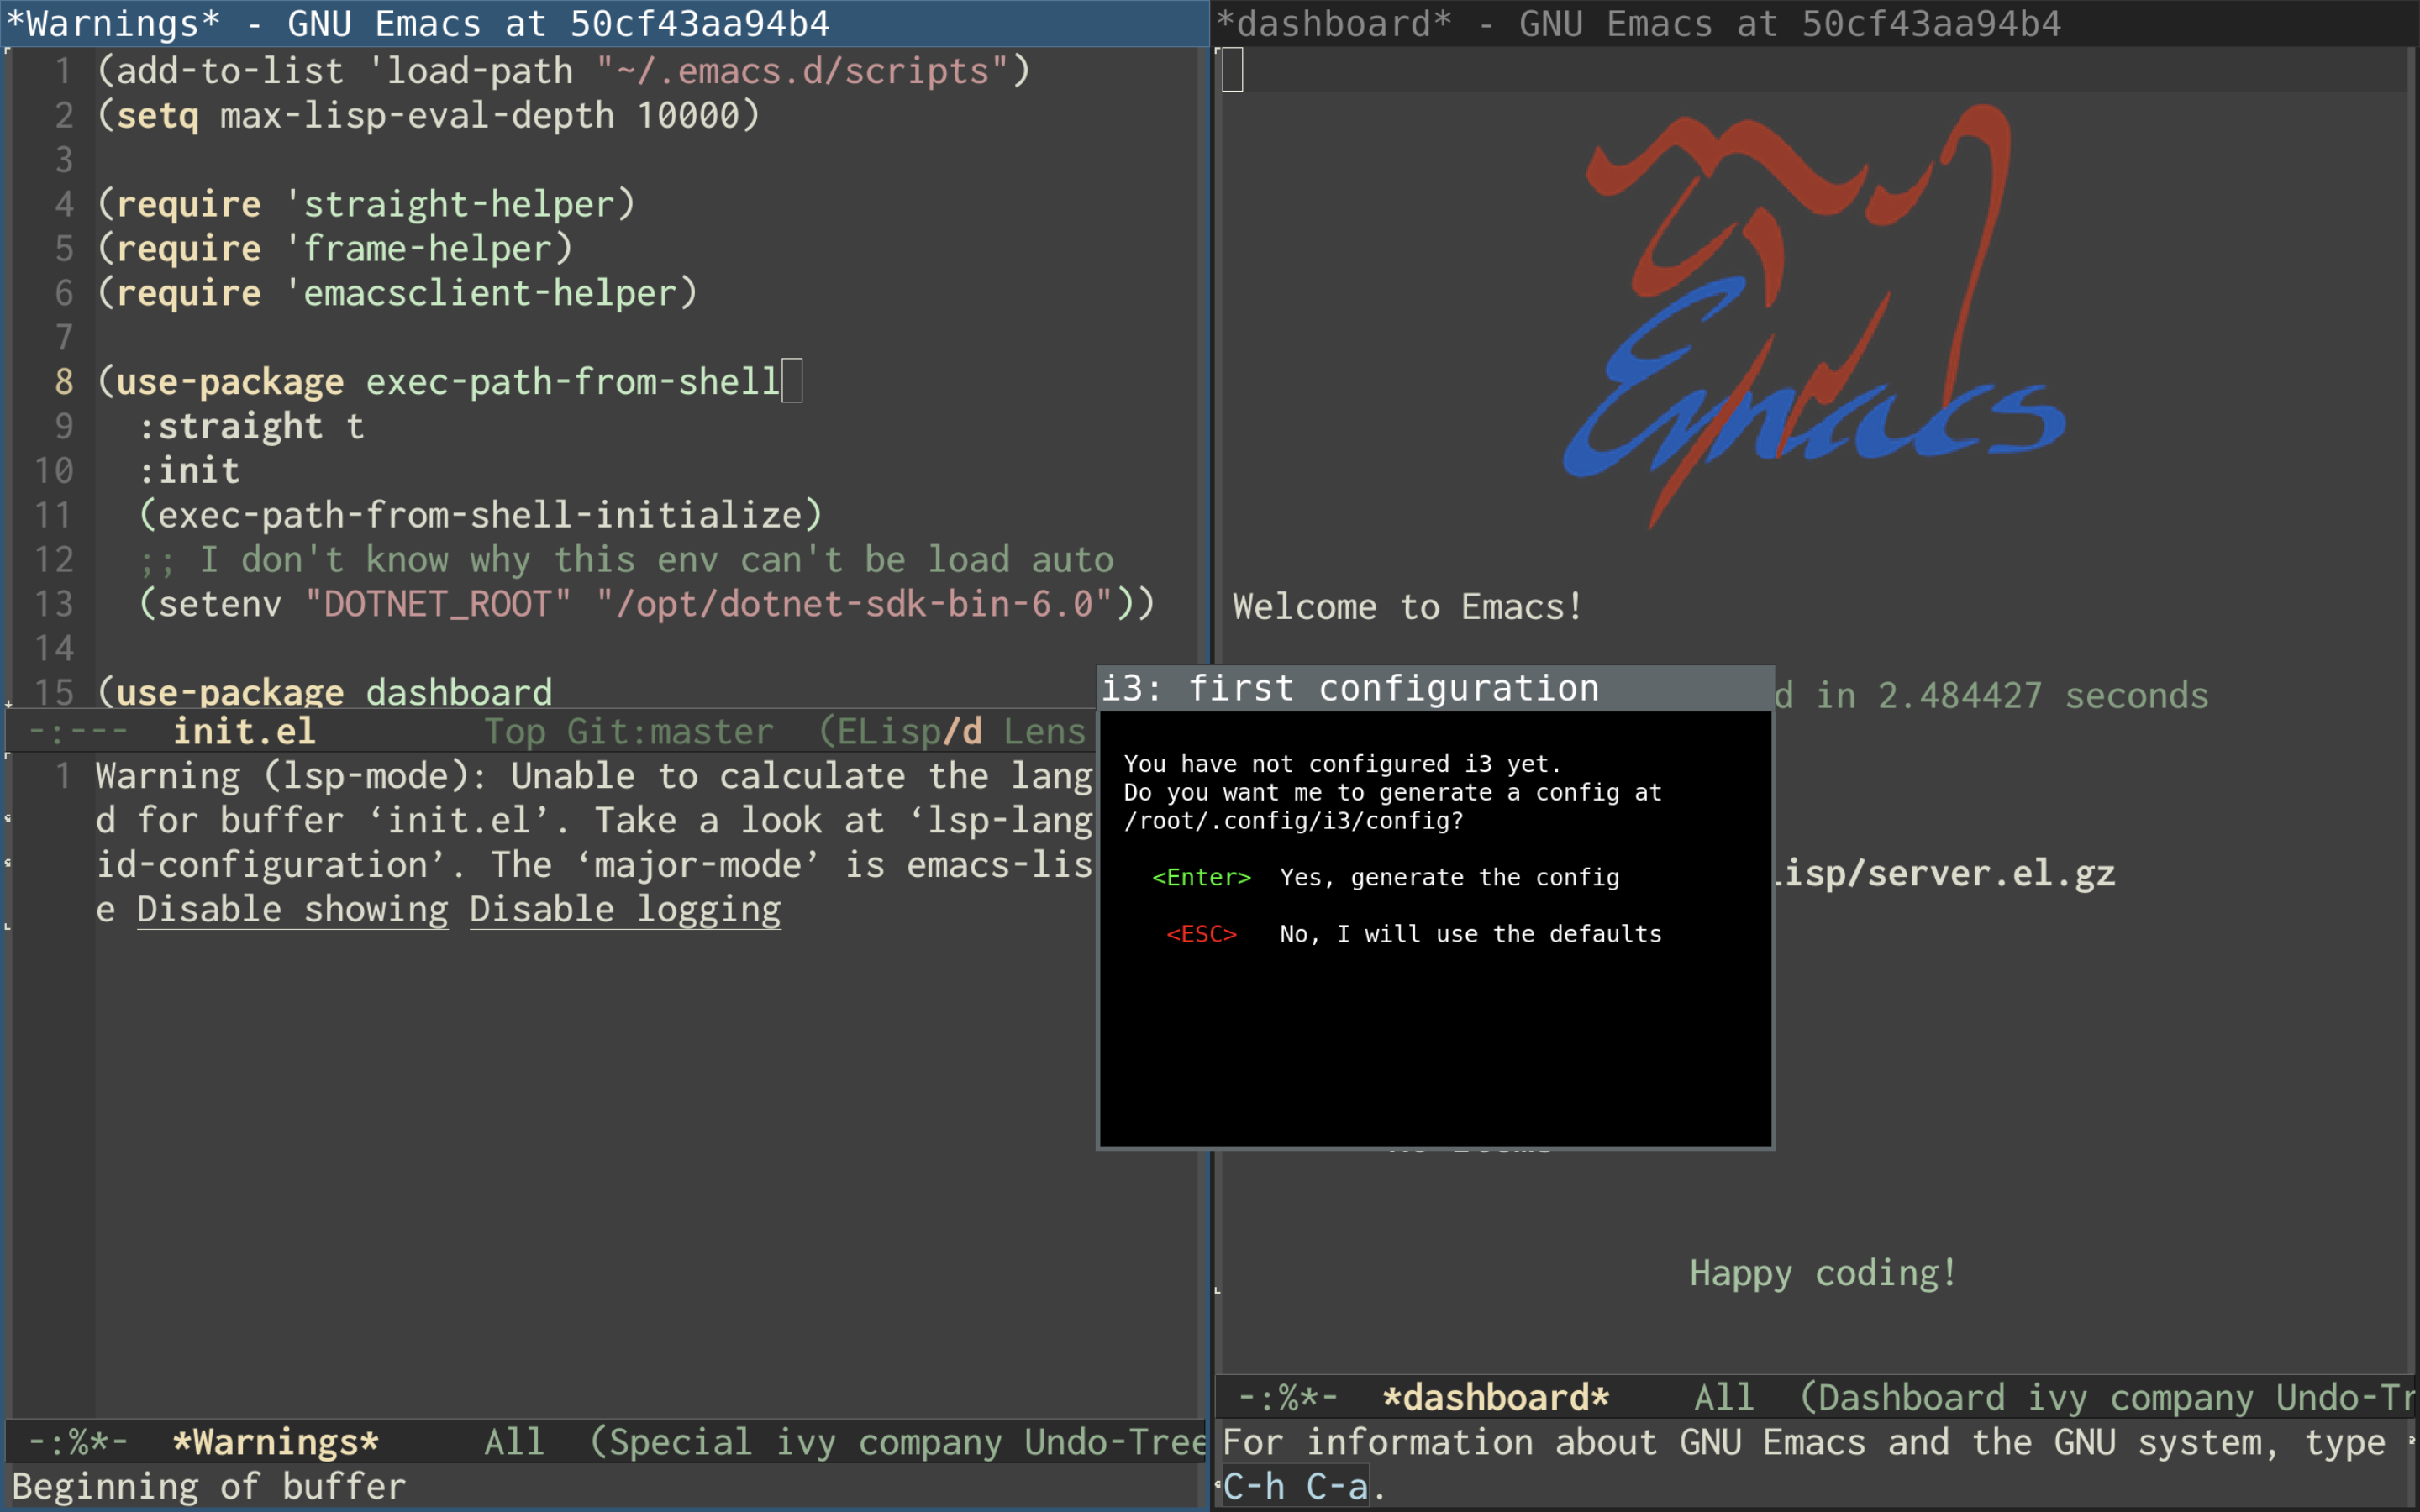 *Warnings* - GNU Emacs at 50cf43aa94b4
1 (add-to-list 'load-path "~/.emacs.d/scripts")
2 (setq max-lisp-eval-depth 10000)
3
4 (require 'straight-helper)
5 (require 'frame-helper)
6 (require 'emacsclient-helper)
7
8 (use-package exec-path-from-shell
9 :straight t
10 :init
11 (exec-path-from-shell-initialize)
12 ;; I don't know why this env can't be load auto
13 (setenv "DOTNET_ROOT" "/opt/dotnet-sdk-bin-6.0"))
14
15 (use-package dashboard
-:--- init.el Top Git:master (ELisp/d Lens
1 Warning (lsp-mode): Unable to calculate the lang
d for buffer ‘init.el’. Take a look at ‘lsp-lang
id-configuration’. The ‘major-mode’ is emacs-lis
e Disable showing Disable logging
-:%*- *Warnings* All (Special ivy company Undo-Tree
Beginning of buffer
*dashboard* - GNU Emacs at 50cf43aa94b4
Emacs
Welcome to Emacs!
d in 2.484427 seconds
isp/server.el.gz
Happy coding!
-:%*- *dashboard* All (Dashboard ivy company Undo-Tr
For information about GNU Emacs and the GNU system, type
C-h C-a.
i3: first configuration
You have not configured i3 yet.
Do you want me to generate a config at
/root/.config/i3/config?
<Enter> Yes, generate the config
<ESC> No, I will use the defaults